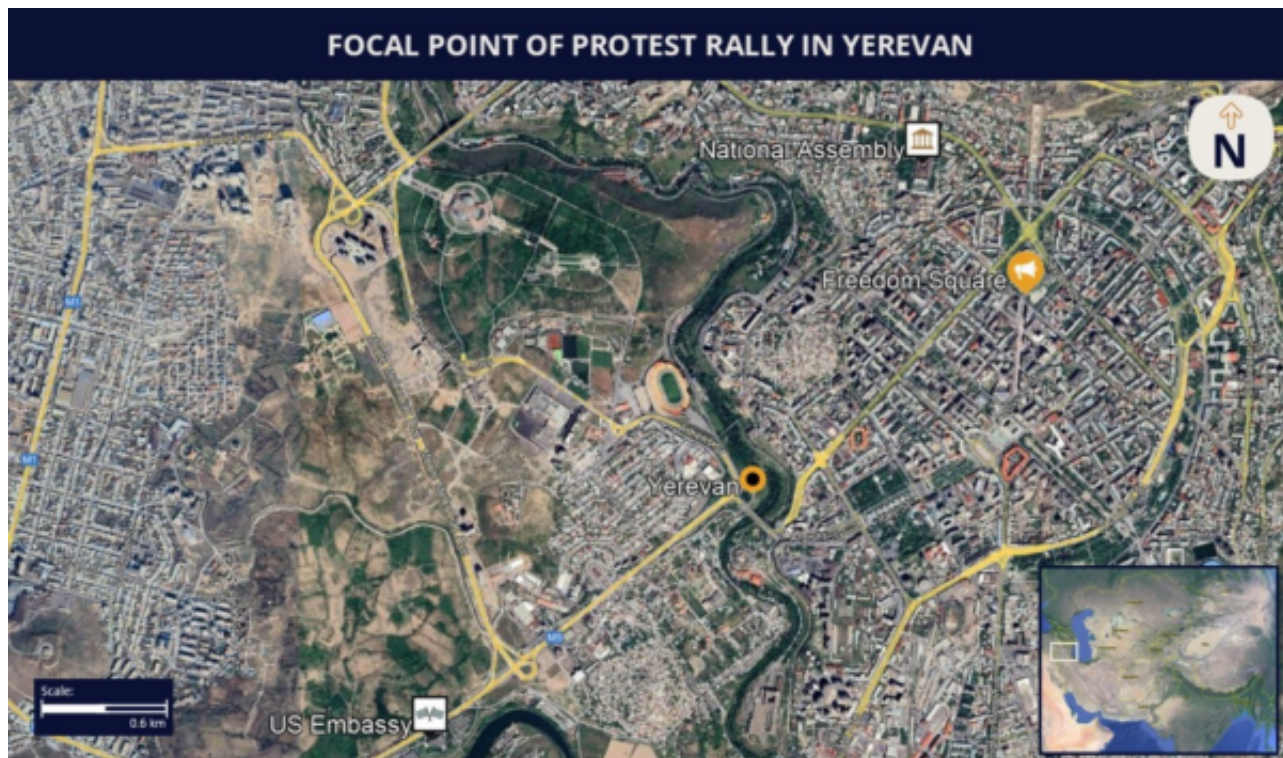 FOCAL POINT OF PROTEST RALLY IN YEREVAN
N
National Assembly
Freedom Square
M1
M1
Yerevan
M5
US Embassy
Scale:
0.6 km